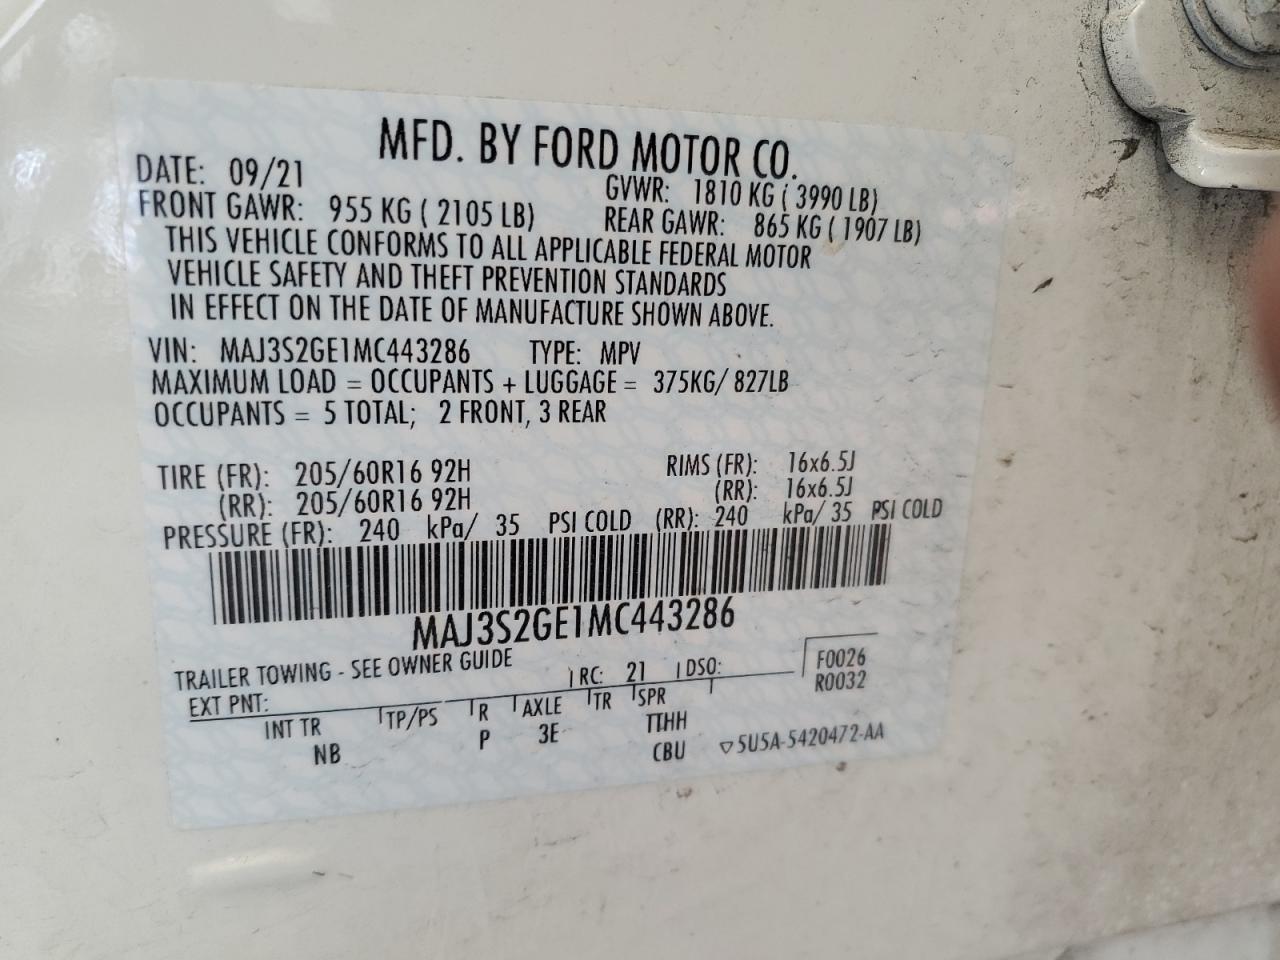 MFD. BY FORD MOTOR CO.
DATE: 09/21 GVWR: 1810 KG ( 3990 LB)
FRONT GAWR: 955 KG ( 2105 LB) REAR GAWR: 865 KG ( 1907 LB)
THIS VEHICLE CONFORMS TO ALL APPLICABLE FEDERAL MOTOR
VEHICLE SAFETY AND THEFT PREVENTION STANDARDS
IN EFFECT ON THE DATE OF MANUFACTURE SHOWN ABOVE.
VIN: MAJ3S2GE1MC443286 TYPE: MPV
MAXIMUM LOAD = OCCUPANTS + LUGGAGE = 375KG/ 827LB
OCCUPANTS = 5 TOTAL; 2 FRONT, 3 REAR
TIRE (FR): 205/60R16 92H RIMS (FR): 16x6.5J
(RR): 205/60R16 92H (RR): 16x6.5J
PRESSURE (FR): 240 kPa/ 35 PSI COLD (RR): 240 kPa/ 35 PSI COLD
MAJ3S2GE1MC443286
TRAILER TOWING - SEE OWNER GUIDE
EXT PNT: RC: 21 DSO: F0026
R0032
INT TR TP/PS R AXLE TR SPR
NB P 3E TTHH
CBU 5U5A-5420472-AA